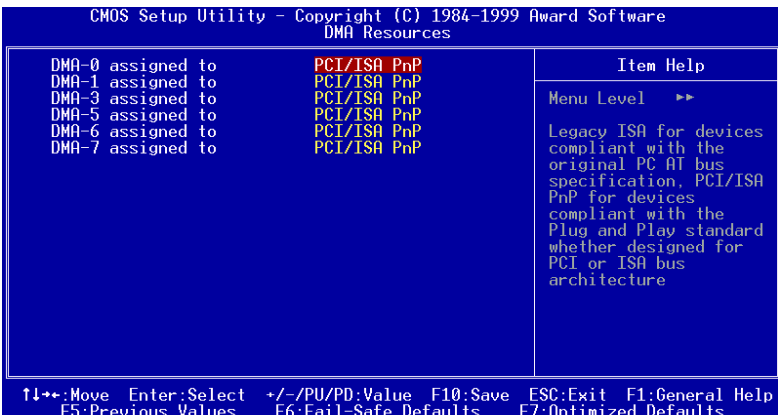 CMOS Setup Utility - Copyright (C) 1984-1999 Award Software
DMA Resources
DMA-0 assigned to PCI/ISA PnP
DMA-1 assigned to PCI/ISA PnP
DMA-3 assigned to PCI/ISA PnP
DMA-5 assigned to PCI/ISA PnP
DMA-6 assigned to PCI/ISA PnP
DMA-7 assigned to PCI/ISA PnP
Item Help
Menu Level ►►
Legacy ISA for devices
compliant with the
original PC AT bus
specification, PCI/ISA
PnP for devices
compliant with the
Plug and Play standard
whether designed for
PCI or ISA bus
architecture
↑↓→←:Move Enter:Select +/-/PU/PD:Value F10:Save ESC:Exit F1:General Help
F5:Previous Values F6:Fail-Safe Defaults F7:Optimized Defaults